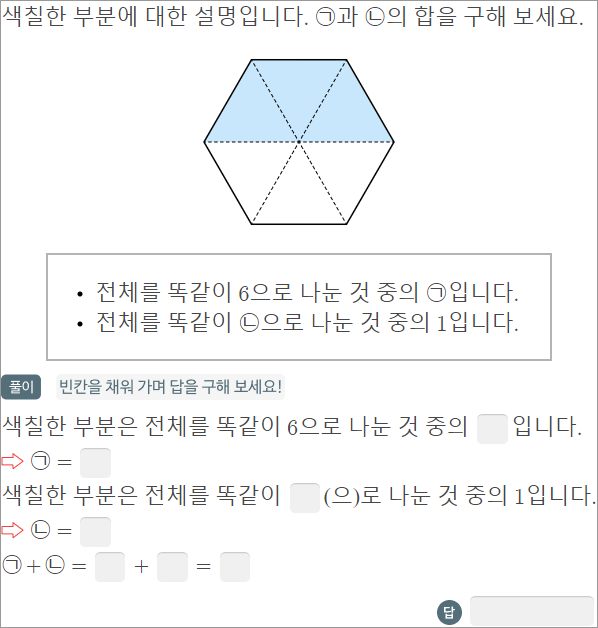 색칠한 부분에 대한 설명입니다. ㉠과 ㉡의 합을 구해 보세요.
• 전체를 똑같이 6으로 나눈 것 중의 ㉠입니다.
• 전체를 똑같이 ㉡으로 나눈 것 중의 1입니다.
풀이 빈칸을 채워 가며 답을 구해 보세요!
색칠한 부분은 전체를 똑같이 6으로 나눈 것 중의 입니다.
⇨ ㉠ =
색칠한 부분은 전체를 똑같이 (으)로 나눈 것 중의 1입니다.
⇨ ㉡ =
㉠+㉡ = + =
답